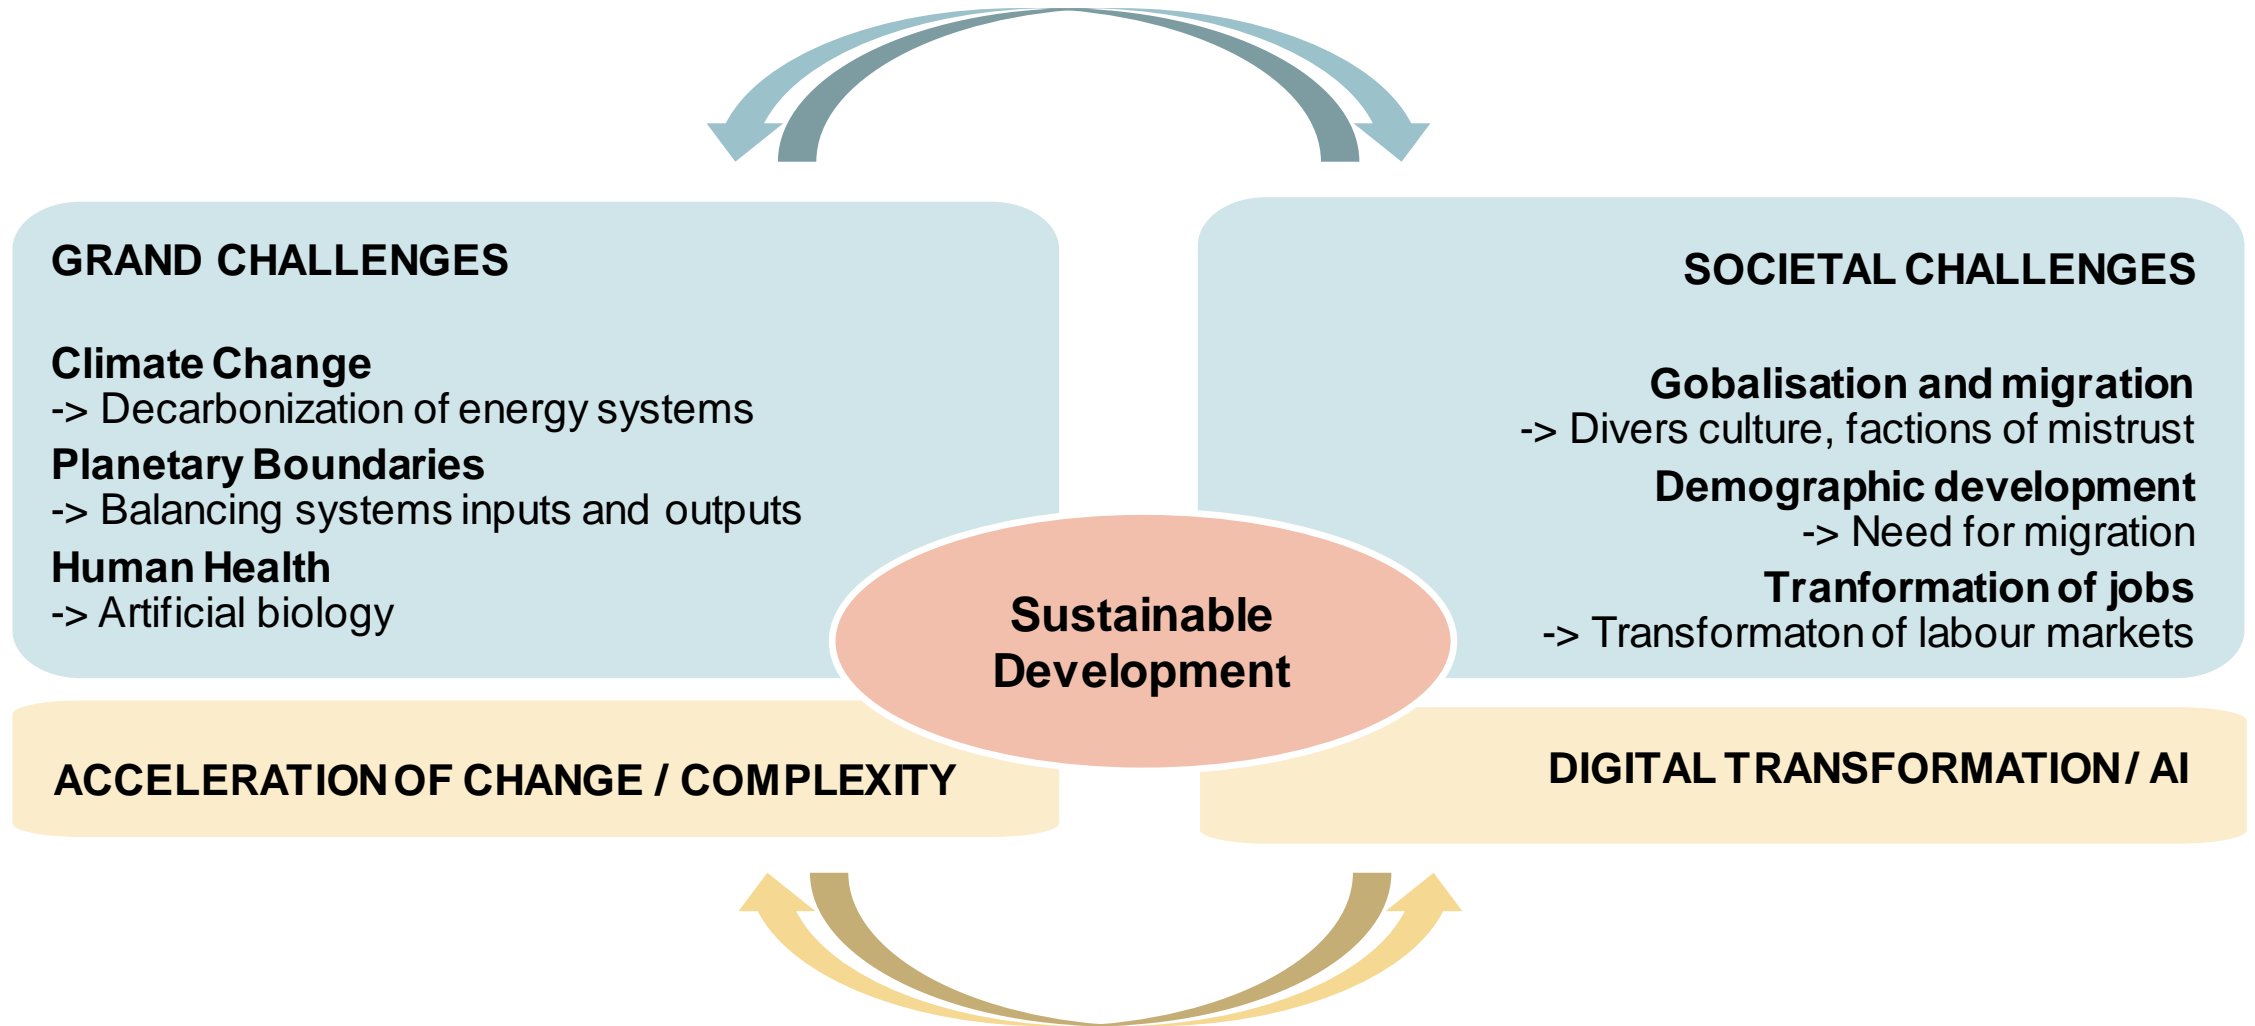 GRAND CHALLENGES
Climate Change
-> Decarbonization of energy systems
Planetary Boundaries
-> Balancing systems inputs and outputs
Human Health
-> Artificial biology
SOCIETAL CHALLENGES
Gobalisation and migration
-> Divers culture, factions of mistrust
Demographic development
-> Need for migration
Tranformation of jobs
-> Transformaton of labour markets
Sustainable
Development
ACCELERATION OF CHANGE / COMPLEXITY
DIGITAL TRANSFORMATION / AI